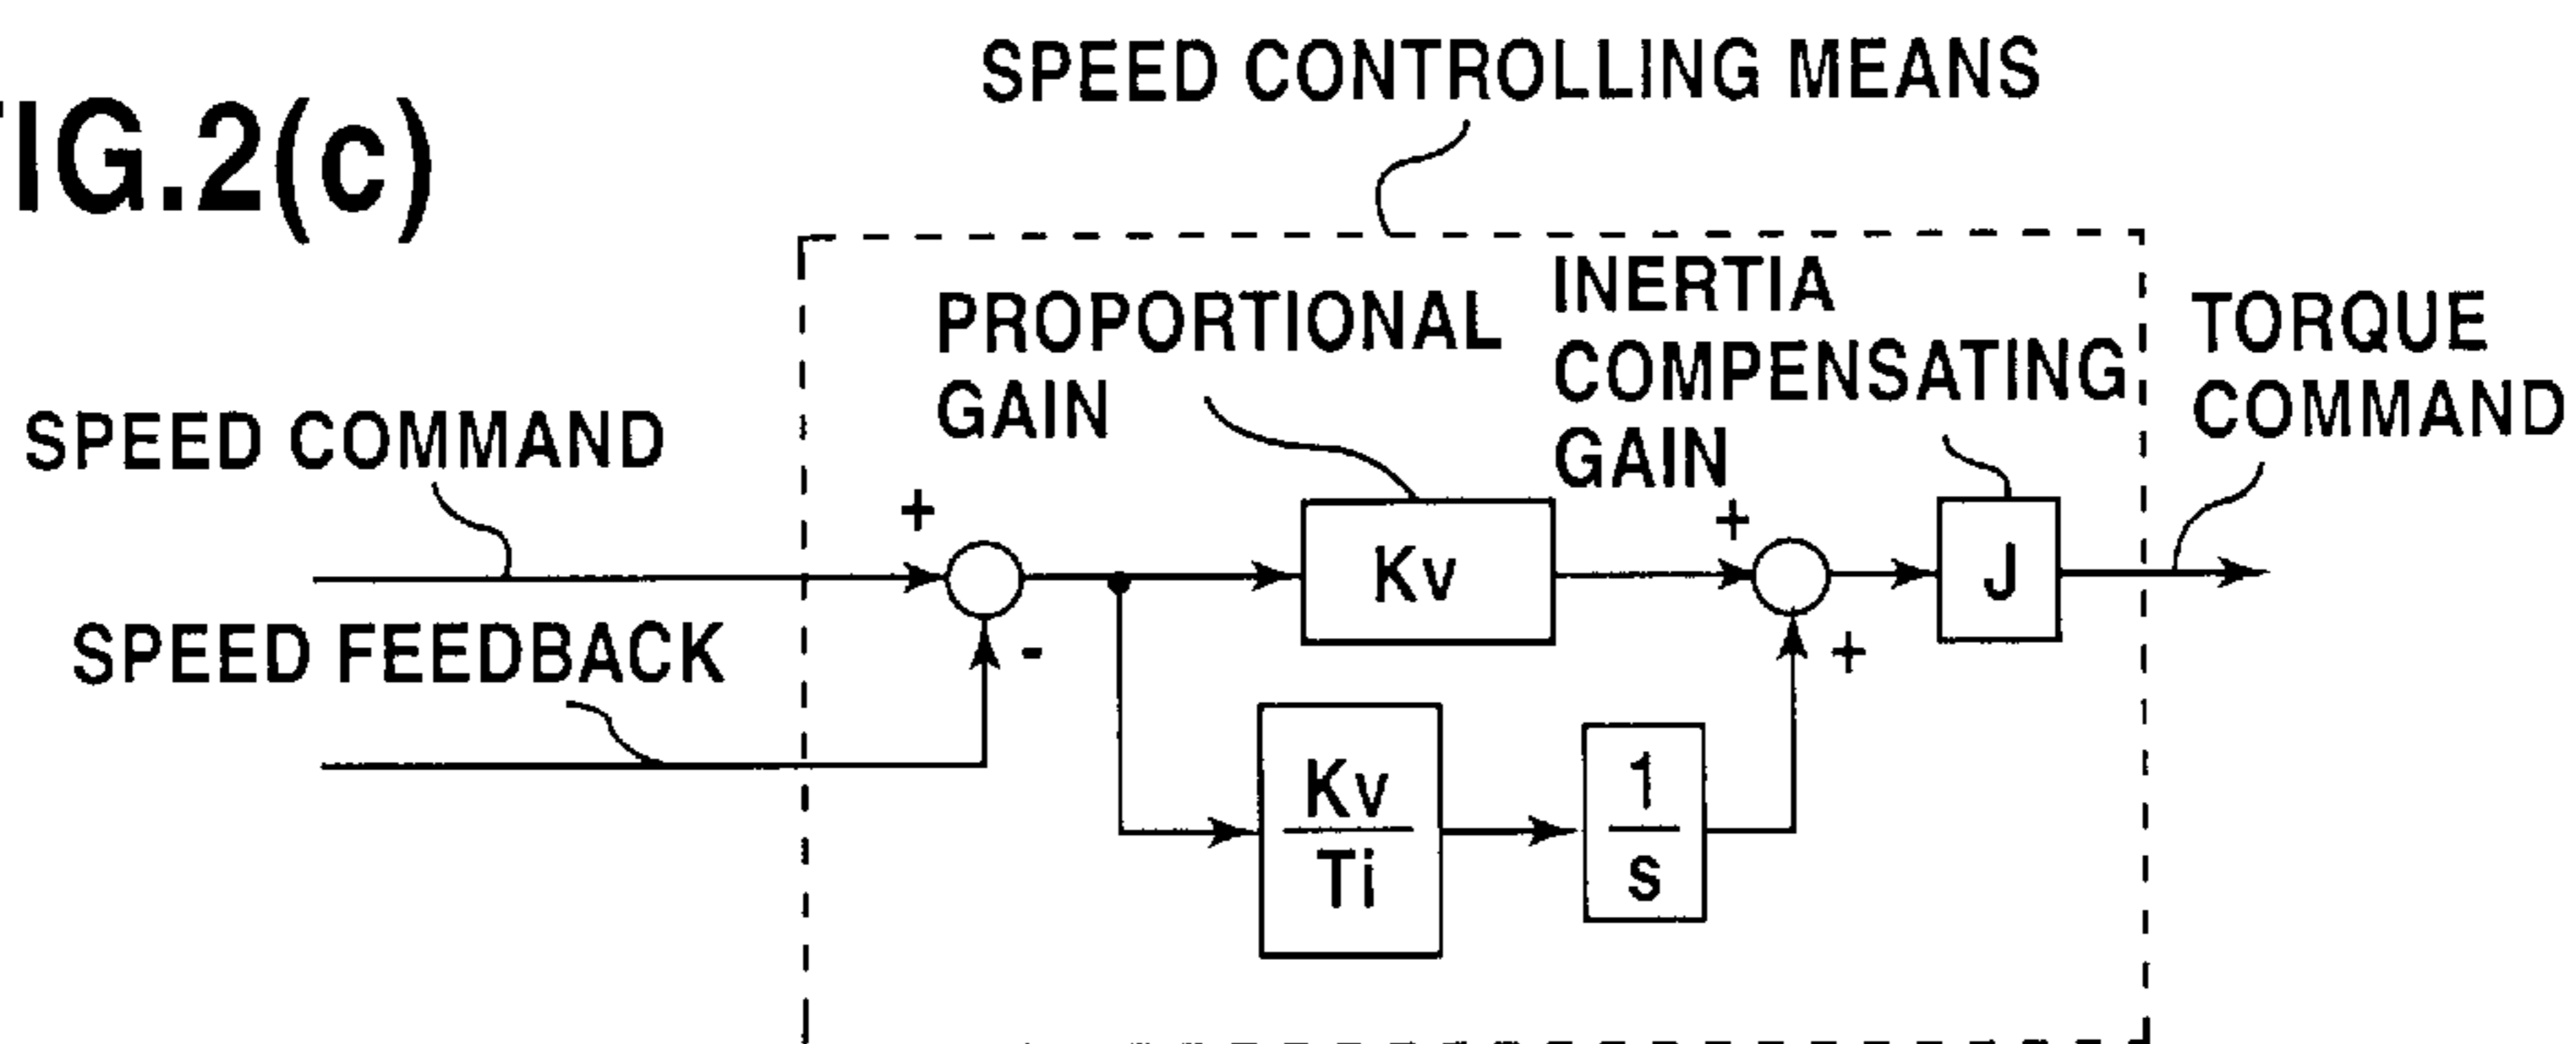 SPEED CONTROLLING MEANS
IG.2(c)
INERTIA
PROPORTIONAL
COMPENSATING
GAIN
GAIN
TORQUE
COMMAND
SPEED COMMAND
+
+
Kv
J
SPEED FEEDBACK
-
+
Kv
Ti
1
s